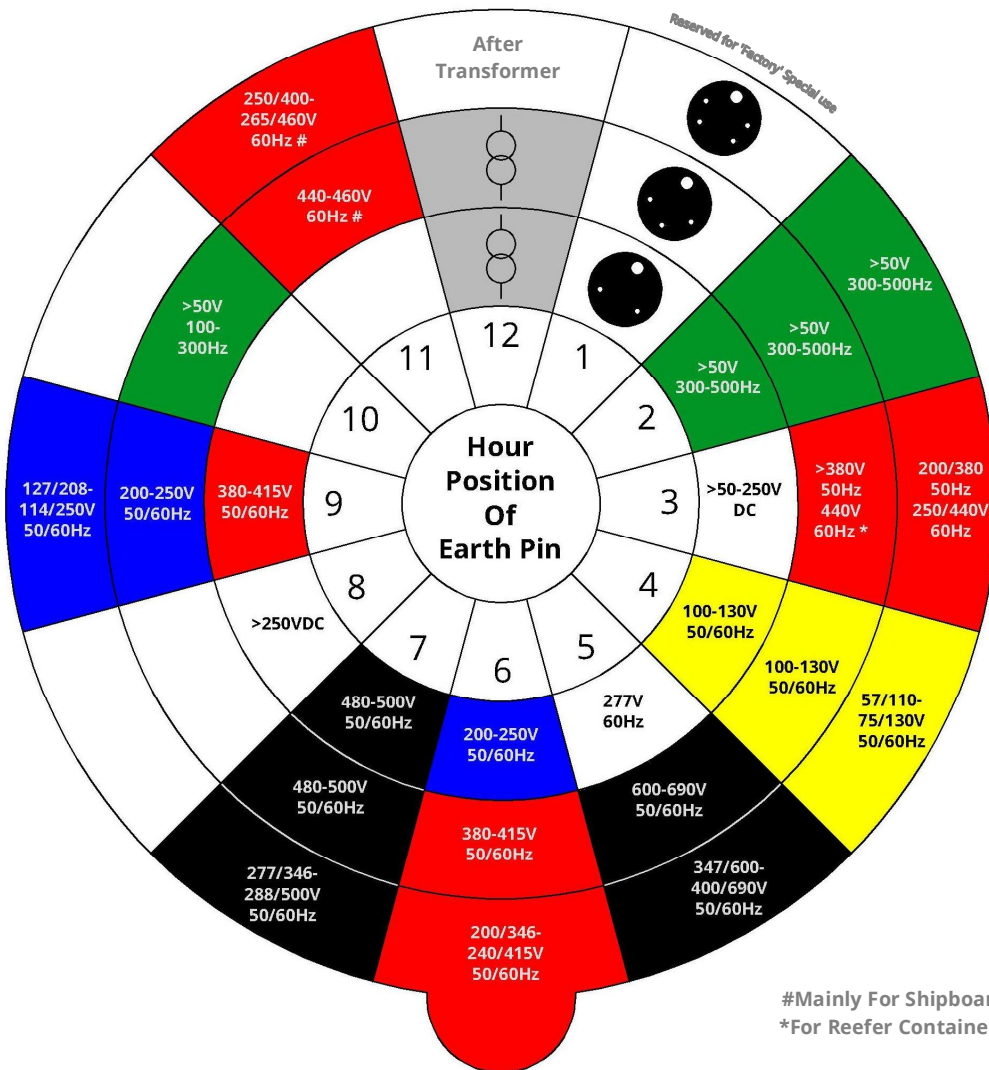 Reserved for 'Factory' Special use
After
Transformer
250/400-
265/460V
60Hz #
440-460V
60Hz #
>50V
300-500Hz
>50V
300-500Hz
>50V
300-500Hz
>50V
100-
300Hz
12
1
2
3
4
5
6
7
8
9
10
11
Hour
Position
Of
Earth Pin
127/208-
114/250V
50/60Hz
200-250V
50/60Hz
380-415V
50/60Hz
>50-250V
DC
>380V
50Hz
440V
60Hz *
200/380
50Hz
250/440V
60Hz
100-130V
50/60Hz
100-130V
50/60Hz
57/110-
75/130V
50/60Hz
>250VDC
480-500V
50/60Hz
480-500V
50/60Hz
277/346-
288/500V
50/60Hz
200-250V
50/60Hz
380-415V
50/60Hz
200/346-
240/415V
50/60Hz
277V
60Hz
600-690V
50/60Hz
347/600-
400/690V
50/60Hz
#Mainly For Shipboar
*For Reefer Containe